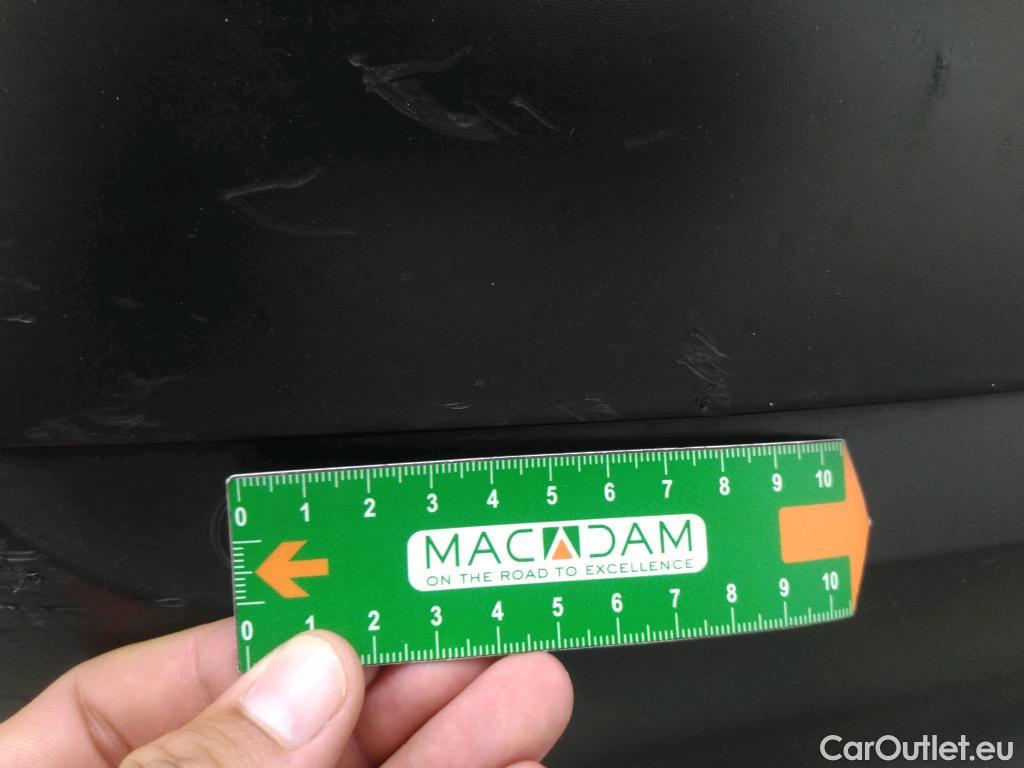 0 1 2 3 4 5 6 7 8 9 10
MACADAM
ON THE ROAD TO EXCELLENCE
0 1 2 3 4 5 6 7 8 9 10
CarOutlet.eu